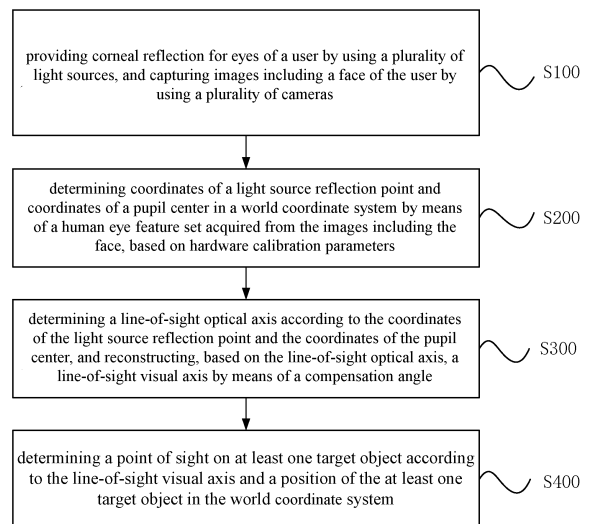 providing corneal reflection for eyes of a user by using a plurality of
light sources, and capturing images including a face of the user by
using a plurality of cameras
S100
determining coordinates of a light source reflection point and
coordinates of a pupil center in a world coordinate system by means
of a human eye feature set acquired from the images including the
face, based on hardware calibration parameters
S200
determining a line-of-sight optical axis according to the coordinates
of the light source reflection point and the coordinates of the pupil
center, and reconstructing, based on the line-of-sight optical axis, a
line-of-sight visual axis by means of a compensation angle
S300
determining a point of sight on at least one target object according
to the line-of-sight visual axis and a position of the at least one
target object in the world coordinate system
S400